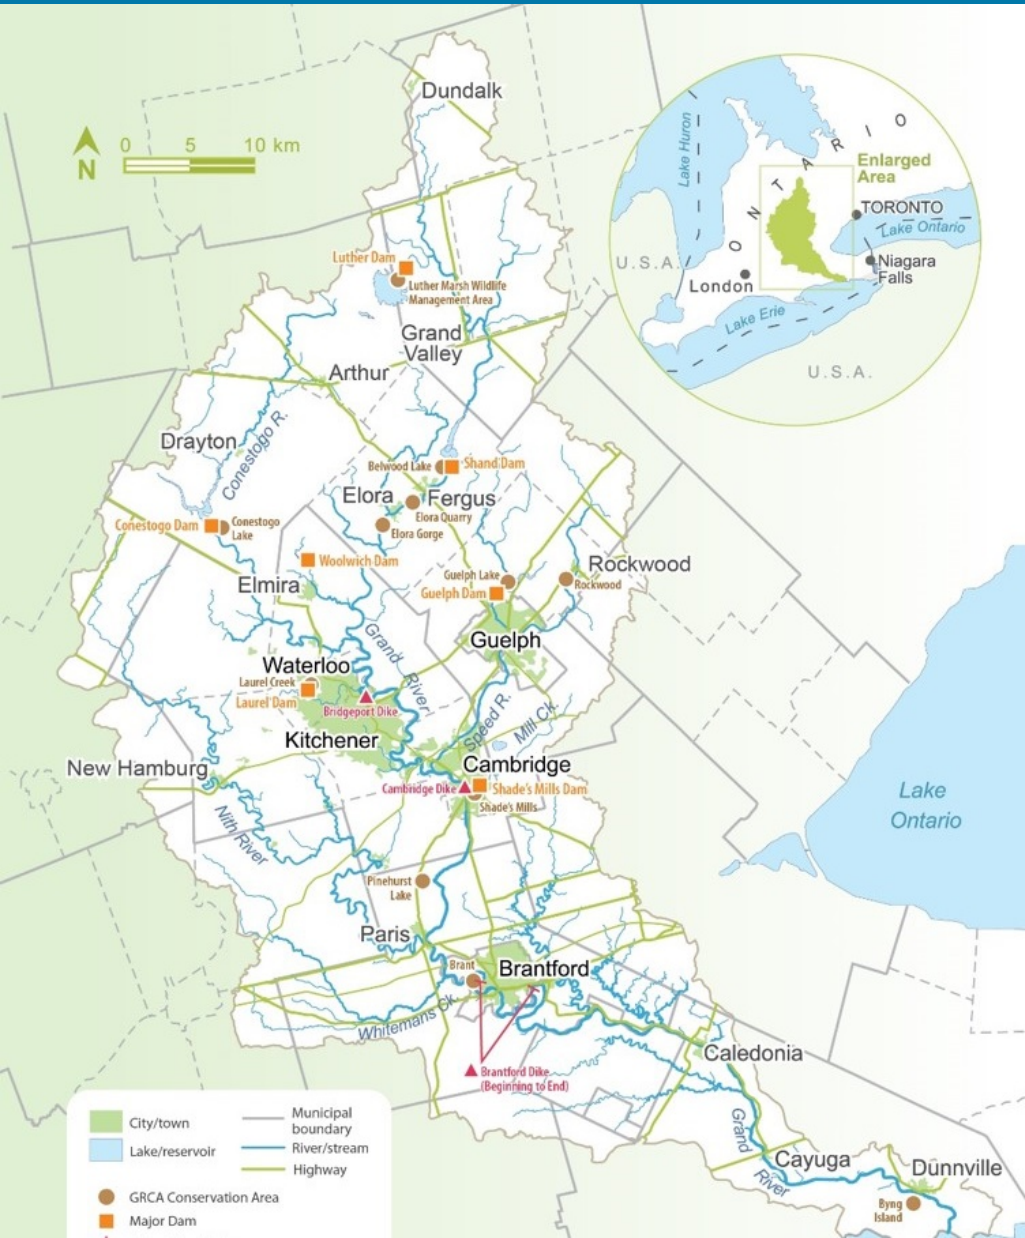 Dundalk
0 5 10 km
N
Luther Dam
Luther Marsh Wildlife
Management Area
Grand
Valley
Arthur
Drayton
Conestogo R.
Belwood Lake
Shand Dam
Elora
Fergus
Elora Quarry
Elora Gorge
Conestogo Dam
Conestogo
Lake
Woolwich Dam
Elmira
Guelph Lake
Guelph Dam
Rockwood
Rockwood
Guelph
Grand
River
Waterloo
Laurel Creek
Laurel Dam
Bridgeport Dike
Kitchener
Speed R.
Mill Ck.
New Hamburg
Cambridge
Cambridge Dike
Shade's Mills Dam
Shade's Mills
Nith River
Pinehurst
Lake
Paris
Brant
Brantford
Whitemans Ck.
Brantford Dike
(Beginning to End)
Caledonia
Grand
River
Cayuga
Dunnville
Byng
Island
Lake
Ontario
Lake Huron
ONTARIO
Enlarged
Area
TORONTO
Lake Ontario
U.S.A.
Niagara
Falls
London
Lake Erie
U.S.A.
City/town
Lake/reservoir
Municipal
boundary
River/stream
Highway
GRCA Conservation Area
Major Dam